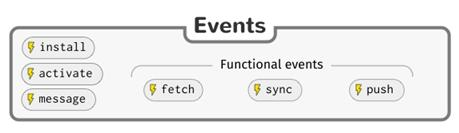 Events
install
activate
message
Functional events
fetch
sync
push